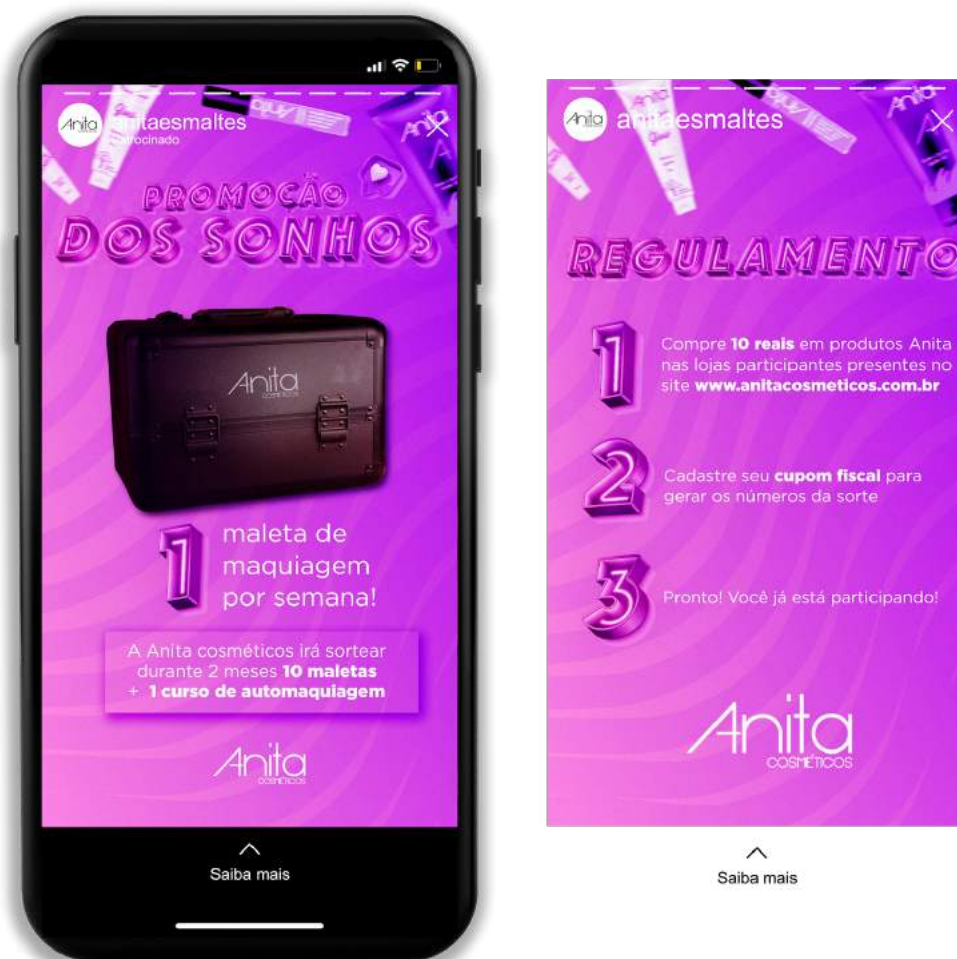 anitaesmaltes
Patrocinado
PROMOÇÃO
DOS SONHOS
Anita
COSMÉTICOS
1
maleta de
maquiagem
por semana!
A Anita cosméticos irá sortear
durante 2 meses 10 maletas
+ 1 curso de automaquiagem
Anita
COSMÉTICOS
Saiba mais
Anita
anitaesmaltes
REGULAMENTO
1
Compre 10 reais em produtos Anita
nas lojas participantes presentes no
site www.anitacosmeticos.com.br
2
Cadastre seu cupom fiscal para
gerar os números da sorte
3
Pronto! Você já está participando!
Anita
COSMÉTICOS
Saiba mais